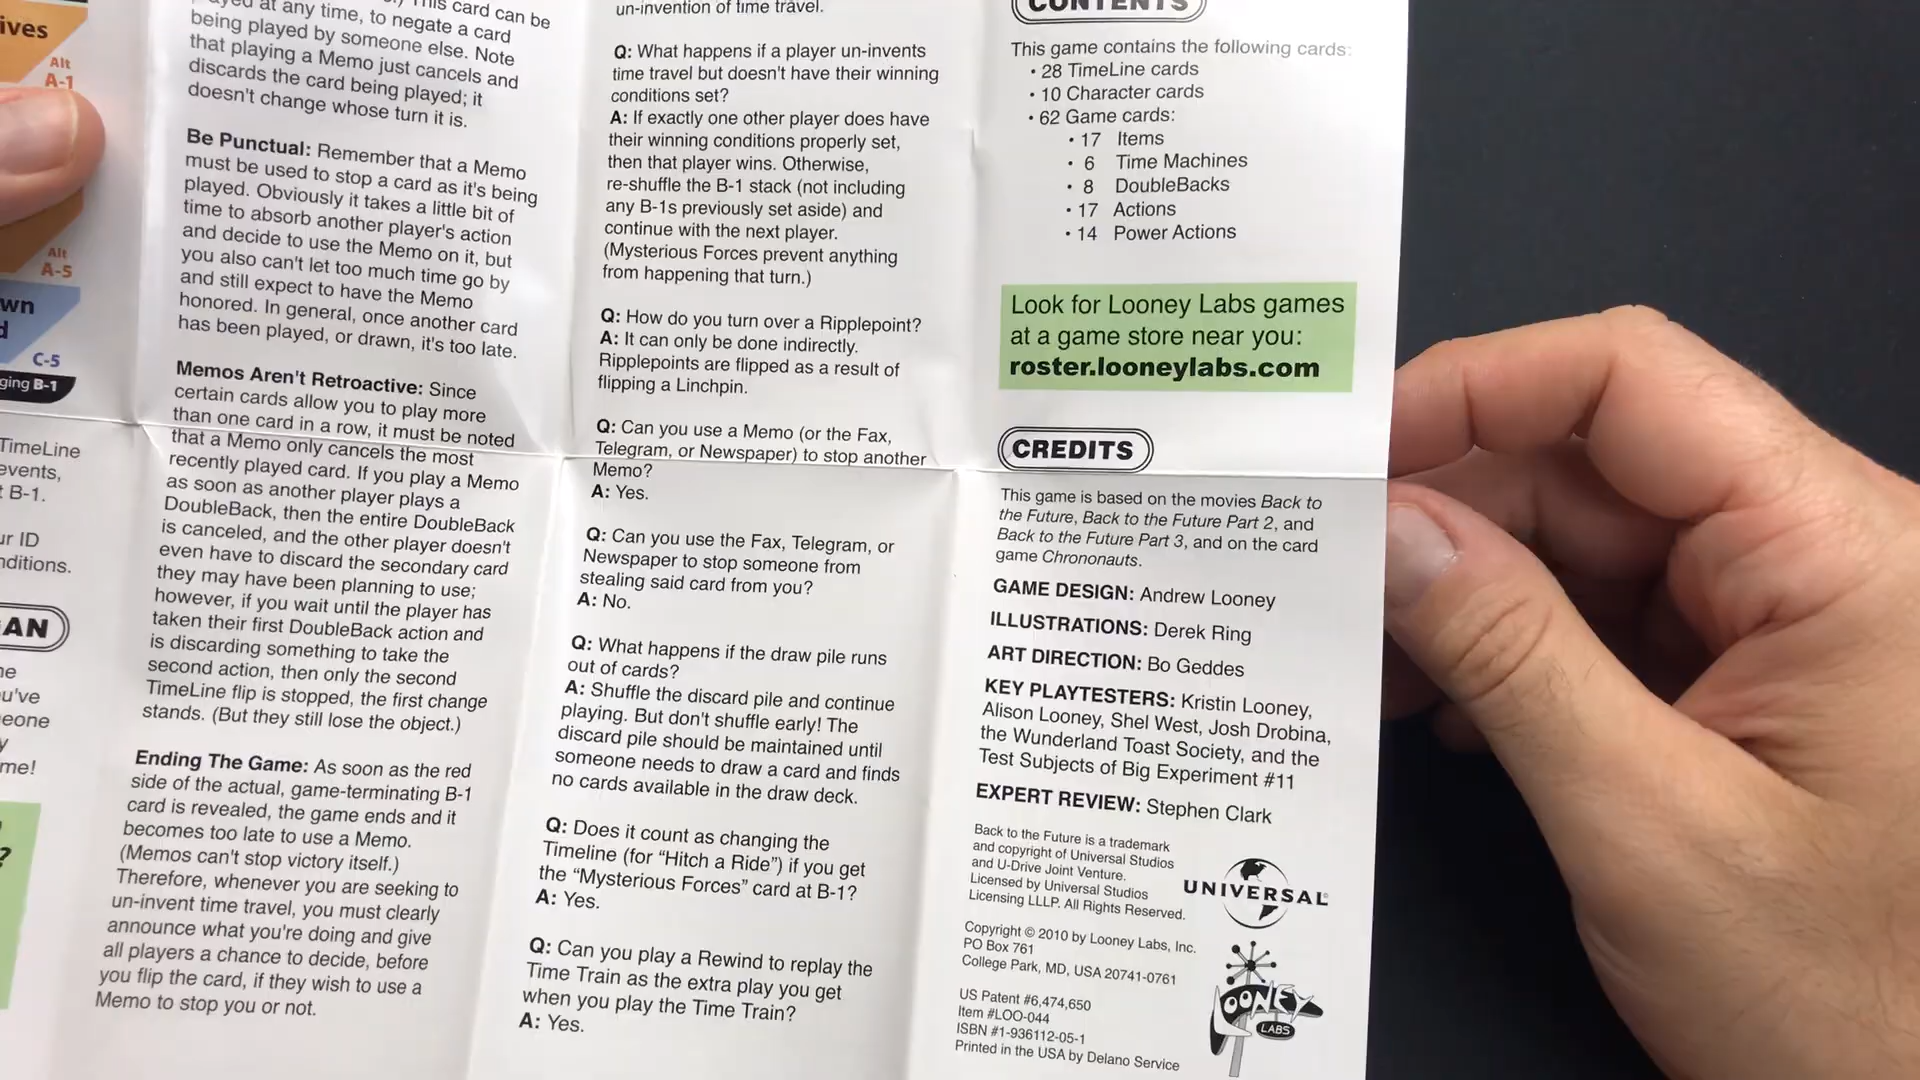 ives
Alt
A-1
Alt
A-5
wn
d
C-5
ging B-1
TimeLine
events,
t B-1.
ur ID
nditions.
AN
ne
u've
eone
y
me!
?
This card can be
at any time, to negate a card
being played by someone else. Note
that playing a Memo just cancels and
discards the card being played; it
doesn't change whose turn it is.
Be Punctual: Remember that a Memo
must be used to stop a card as it's being
played. Obviously it takes a little bit of
time to absorb another player's action
and decide to use the Memo on it, but
you also can't let too much time go by
and still expect to have the Memo
honored. In general, once another card
has been played, or drawn, it's too late.
Memos Aren't Retroactive: Since
certain cards allow you to play more
than one card in a row, it must be noted
that a Memo only cancels the most
recently played card. If you play a Memo
as soon as another player plays a
DoubleBack, then the entire DoubleBack
is canceled, and the other player doesn't
even have to discard the secondary card
they may have been planning to use;
however, if you wait until the player has
taken their first DoubleBack action and
is discarding something to take the
second action, then only the second
TimeLine flip is stopped, the first change
stands. (But they still lose the object.)
Ending The Game: As soon as the red
side of the actual, game-terminating B-1
card is revealed, the game ends and it
becomes too late to use a Memo.
(Memos can't stop victory itself.)
Therefore, whenever you are seeking to
un-invent time travel, you must clearly
announce what you're doing and give
all players a chance to decide, before
you flip the card, if they wish to use a
Memo to stop you or not.
un-invention of time travel.
Q: What happens if a player un-invents
time travel but doesn't have their winning
conditions set?
A: If exactly one other player does have
their winning conditions properly set,
then that player wins. Otherwise,
re-shuffle the B-1 stack (not including
any B-1s previously set aside) and
continue with the next player.
(Mysterious Forces prevent anything
from happening that turn.)
Q: How do you turn over a Ripplepoint?
A: It can only be done indirectly.
Ripplepoints are flipped as a result of
flipping a Linchpin.
Q: Can you use a Memo (or the Fax,
Telegram, or Newspaper) to stop another
Memo?
A: Yes.
Q: Can you use the Fax, Telegram, or
Newspaper to stop someone from
stealing said card from you?
A: No.
Q: What happens if the draw pile runs
out of cards?
A: Shuffle the discard pile and continue
playing. But don't shuffle early! The
discard pile should be maintained until
someone needs to draw a card and finds
no cards available in the draw deck.
Q: Does it count as changing the
Timeline (for “Hitch a Ride”) if you get
the “Mysterious Forces” card at B-1?
A: Yes.
Q: Can you play a Rewind to replay the
Time Train as the extra play you get
when you play the Time Train?
A: Yes.
CONTENTS
This game contains the following cards:
• 28 TimeLine cards
• 10 Character cards
• 62 Game cards:
• 17 Items
• 6 Time Machines
• 8 DoubleBacks
• 17 Actions
• 14 Power Actions
Look for Looney Labs games
at a game store near you:
roster.looneylabs.com
CREDITS
This game is based on the movies Back to
the Future, Back to the Future Part 2, and
Back to the Future Part 3, and on the card
game Chrononauts.
GAME DESIGN: Andrew Looney
ILLUSTRATIONS: Derek Ring
ART DIRECTION: Bo Geddes
KEY PLAYTESTERS: Kristin Looney,
Alison Looney, Shel West, Josh Drobina,
the Wunderland Toast Society, and the
Test Subjects of Big Experiment #11
EXPERT REVIEW: Stephen Clark
Back to the Future is a trademark
and copyright of Universal Studios
and U-Drive Joint Venture.
Licensed by Universal Studios
Licensing LLLP. All Rights Reserved.
UNIVERSAL
Copyright © 2010 by Looney Labs, Inc.
PO Box 761
College Park, MD, USA 20741-0761
US Patent #6,474,650
Item #LOO-044
ISBN #1-936112-05-1
Printed in the USA by Delano Service
LOONEY
LABS